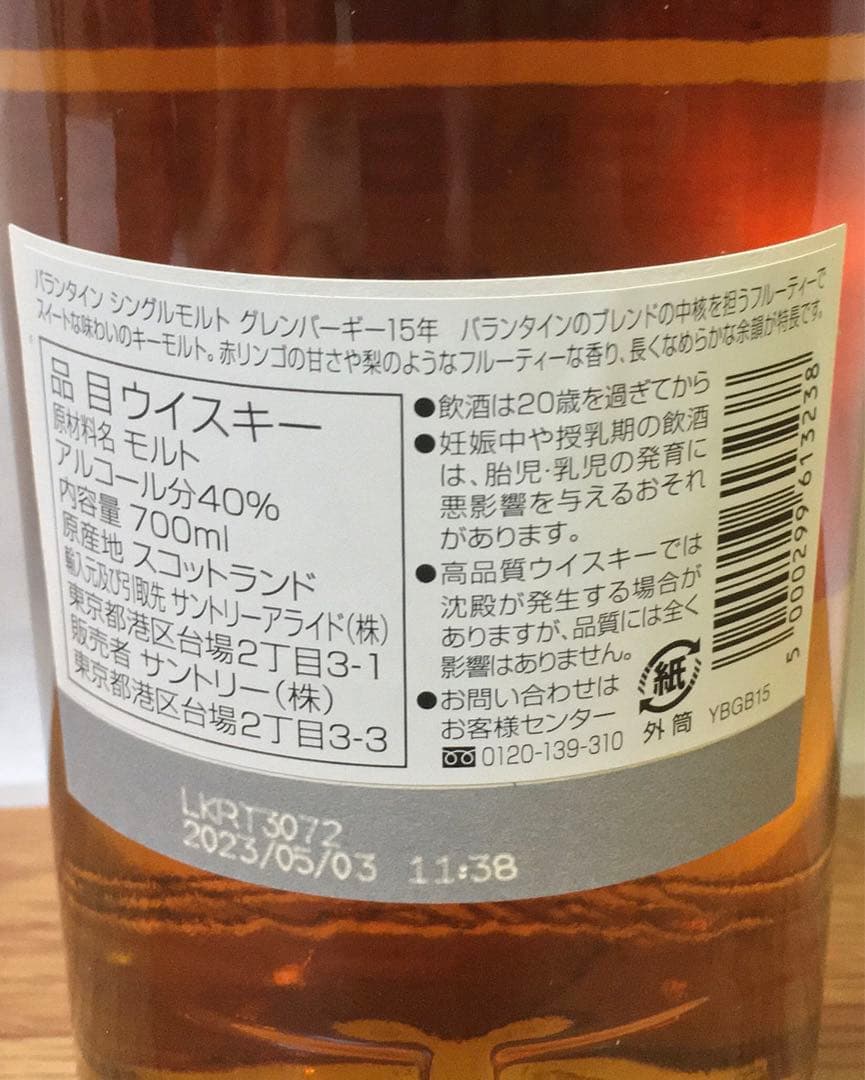 バランタイン シングルモルト グレンバーギー15年　バランタインのブレンドの中核を担うフルーティーで
スイートな味わいのキーモルト。赤リンゴの甘さや梨のようなフルーティーな香り、長くなめらかな余韻が特長です。
品 目 ウイスキー
原材料名 モルト
アルコール分40%
内容量 700ml
原産地 スコットランド
輸入元及び引取先 サントリーアライド(株)
東京都港区台場2丁目3-1
販売者 サントリー(株)
東京都港区台場2丁目3-3
●飲酒は20歳を過ぎてから
●妊娠中や授乳期の飲酒
は、胎児・乳児の発育に
悪影響を与えるおそれ
があります。
●高品質ウイスキーでは
沈殿が発生する場合が
ありますが、品質には全く
影響はありません。
●お問い合わせは
お客様センター
0120-139-310
紙
外 筒
YBGB15
5 000299 613238
LKRT3072
2023/05/03 11:38